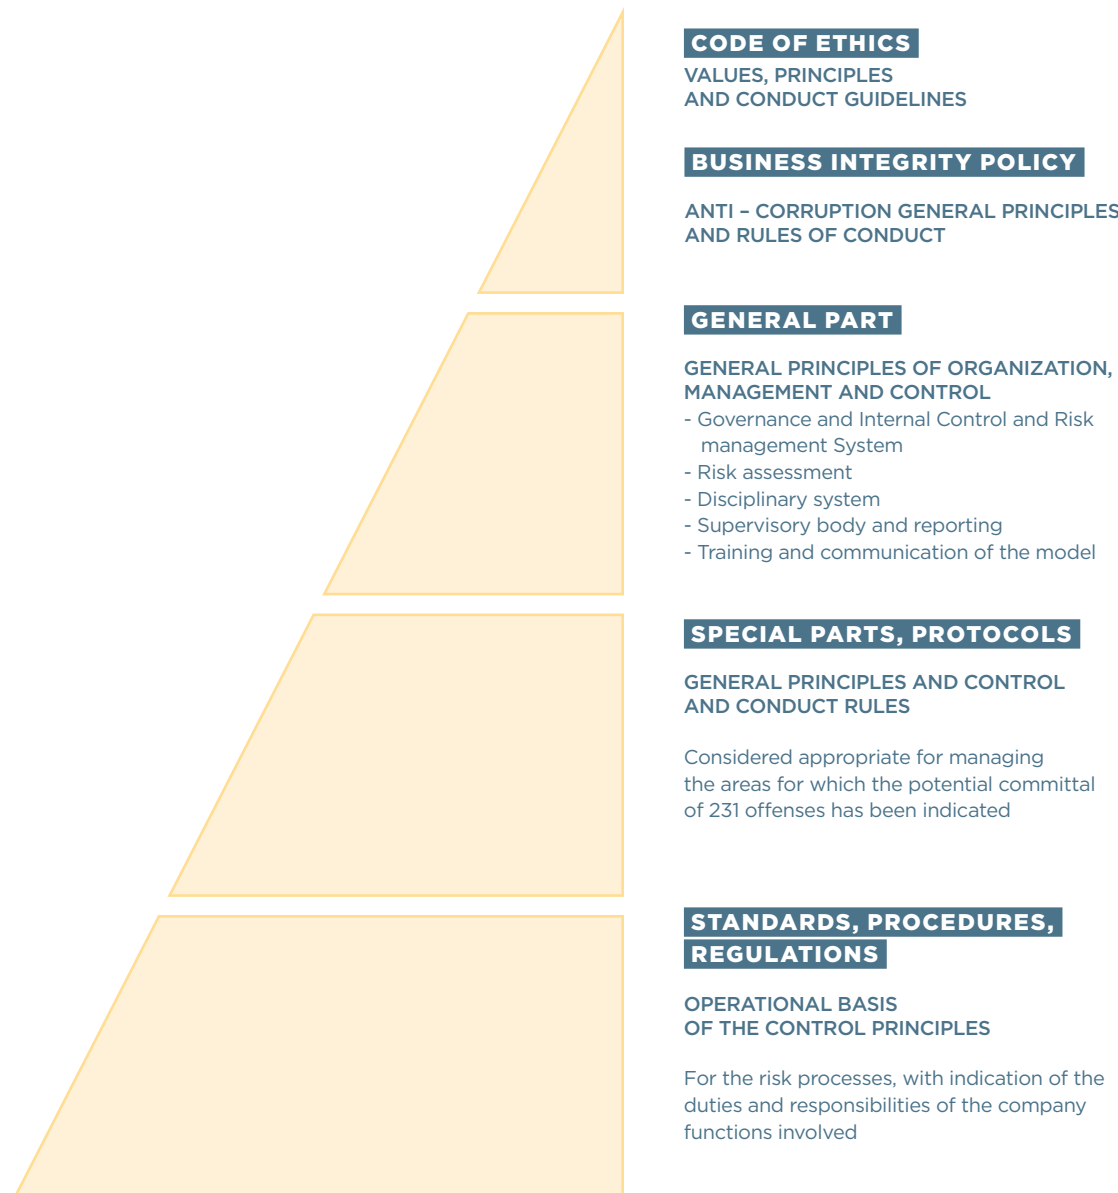 CODE OF ETHICS
VALUES, PRINCIPLES
AND CONDUCT GUIDELINES
BUSINESS INTEGRITY POLICY
ANTI – CORRUPTION GENERAL PRINCIPLES
AND RULES OF CONDUCT
GENERAL PART
GENERAL PRINCIPLES OF ORGANIZATION,
MANAGEMENT AND CONTROL
- Governance and Internal Control and Risk
management System
- Risk assessment
- Disciplinary system
- Supervisory body and reporting
- Training and communication of the model
SPECIAL PARTS, PROTOCOLS
GENERAL PRINCIPLES AND CONTROL
AND CONDUCT RULES
Considered appropriate for managing
the areas for which the potential committal
of 231 offenses has been indicated
STANDARDS, PROCEDURES,
REGULATIONS
OPERATIONAL BASIS
OF THE CONTROL PRINCIPLES
For the risk processes, with indication of the
duties and responsibilities of the company
functions involved